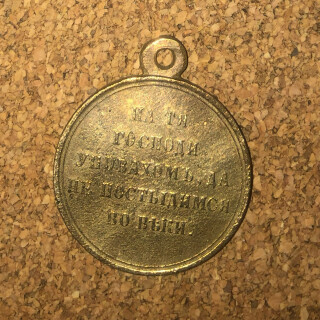 НА ТЯ
ГОСПОДИ
УПОВАХОМЪ, ДА
НЕ ПОСТЫДИМСЯ
ВО ВѢКИ.